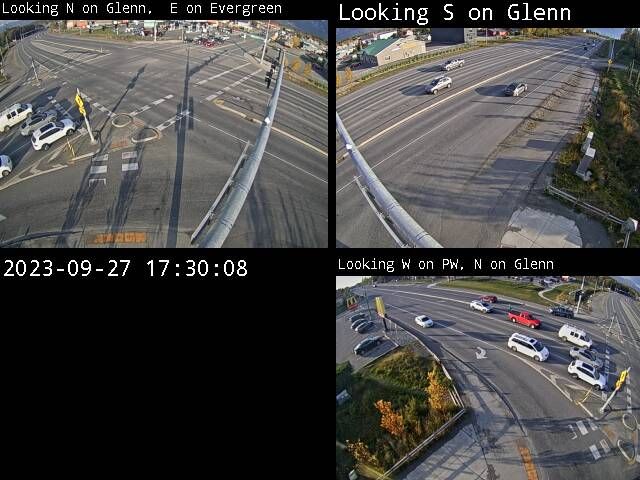 Looking N on Glenn, E on Evergreen
Looking S on Glenn
2023-09-27 17:30:08
Looking W on PW, N on Glenn